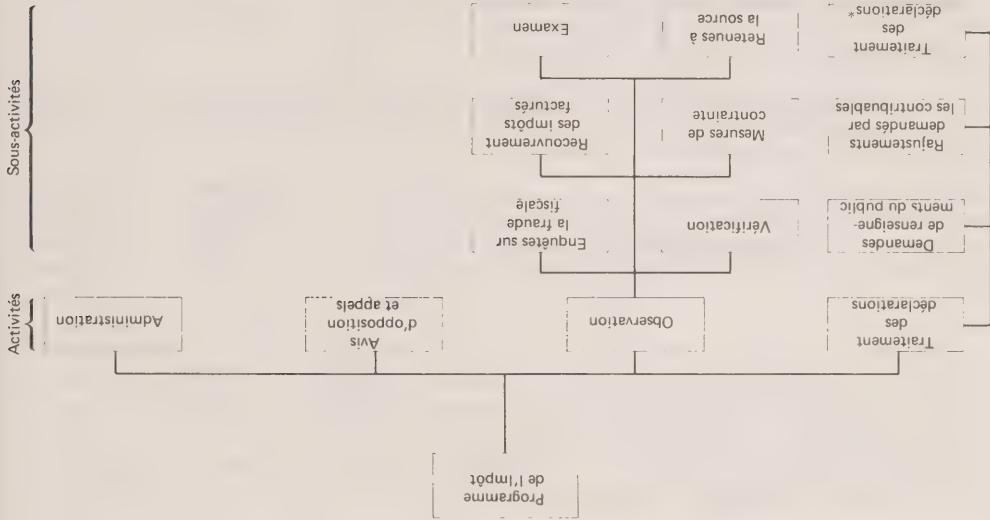 Programme
de l'impôt
Traitement
des
déclarations
Observation
Avis
d'opposition
et appels
Administration
Activités
Demandes
de renseigne-
ments du public
Vérification
Enquêtes sur
la fraude
fiscale
Rajustements
demandés par
les contribuables
Mesures de
contrainte
Recouvrement
des impôts
facturés
Traitement
des
déclarations*
Retenues à
la source
Examen
Sous-activités